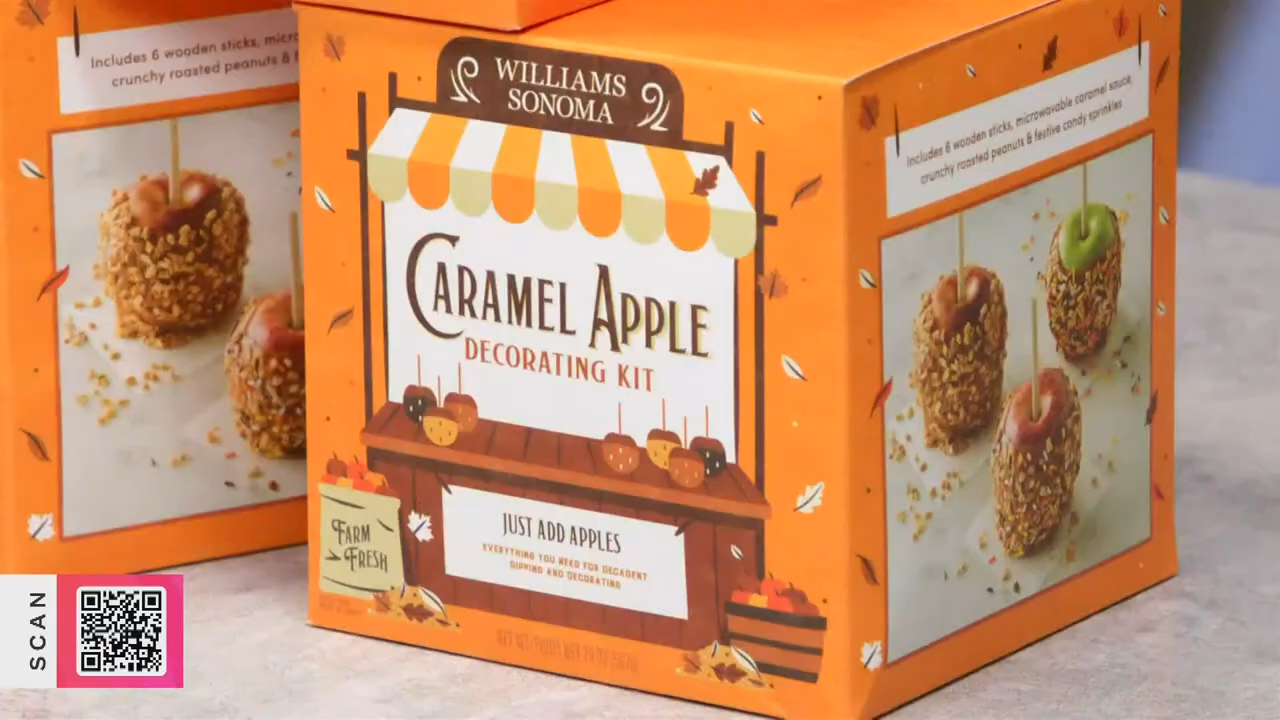 Includes 6 wooden sticks,
crunchy roasted peanuts &
WILLIAMS
SONOMA
CARAMEL APPLE
DECORATING KIT
JUST ADD APPLES
EVERYTHING YOU NEED FOR DECADENT
DIPPING AND DECORATING
FARM
FRESH
Includes 6 wooden sticks, microwavable caramel sauce,
crunchy roasted peanuts & festive candy sprinkles
SCAN